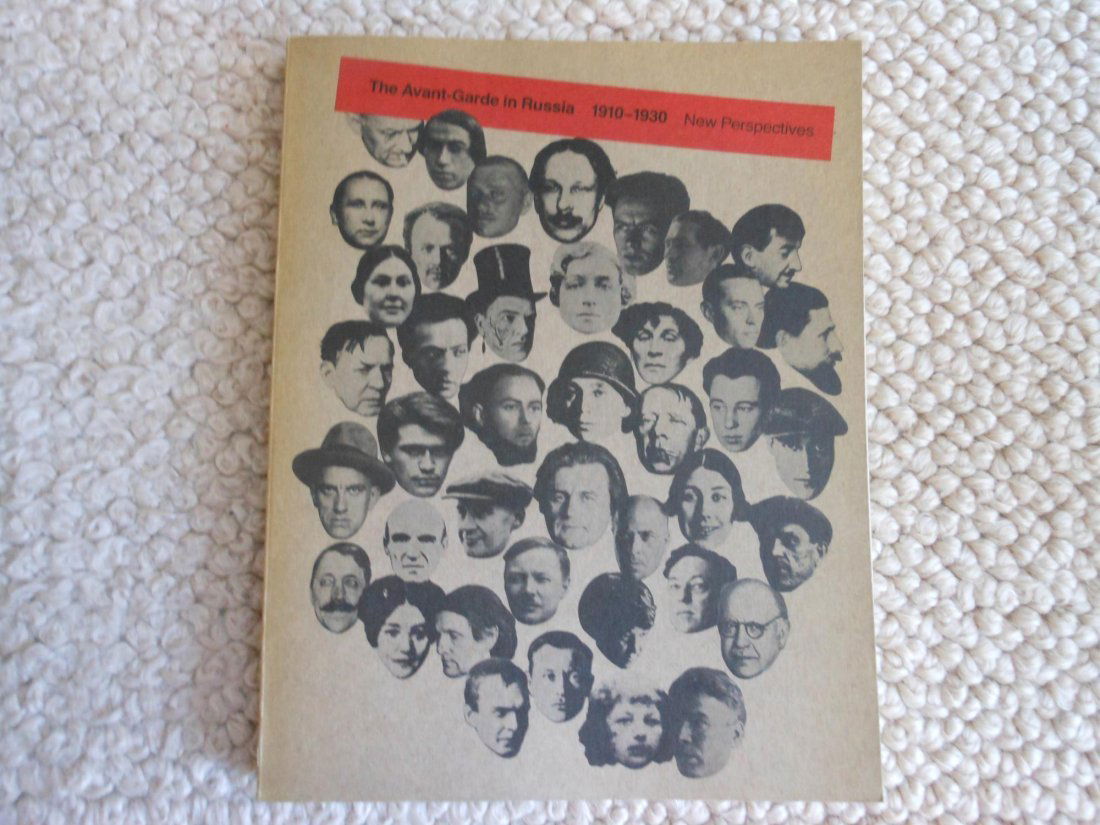 The Avant-Garde in Russia 1910–1930 New Perspectives